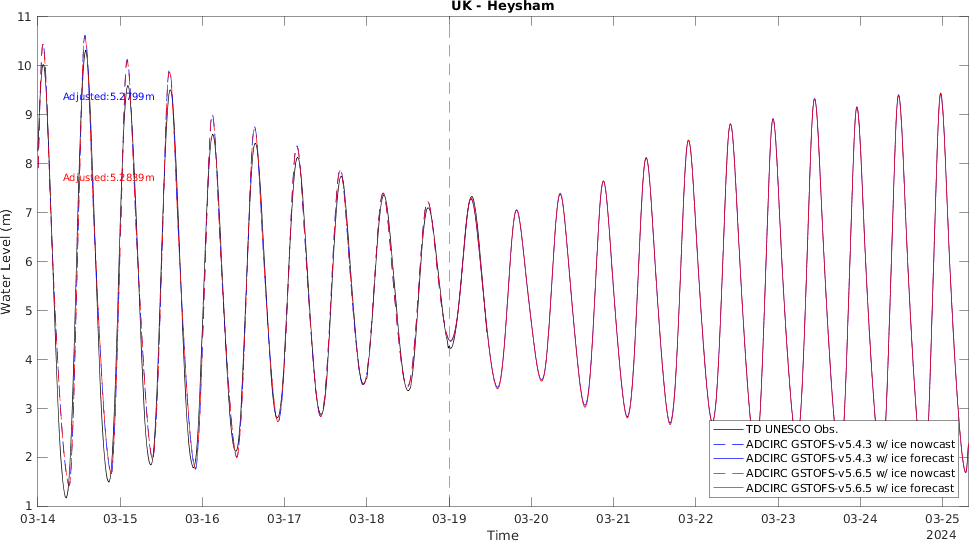 UK - Heysham
11
10
9
8
7
6
5
4
3
2
1
Water Level (m)
Adjusted:5.2799m
Adjusted:5.2839m
TD UNESCO Obs.
ADCIRC GSTOFS-v5.4.3 w/ ice nowcast
ADCIRC GSTOFS-v5.4.3 w/ ice forecast
ADCIRC GSTOFS-v5.6.5 w/ ice nowcast
ADCIRC GSTOFS-v5.6.5 w/ ice forecast
03-14 03-15 03-16 03-17 03-18 03-19 03-20 03-21 03-22 03-23 03-24 03-25
2024
Time